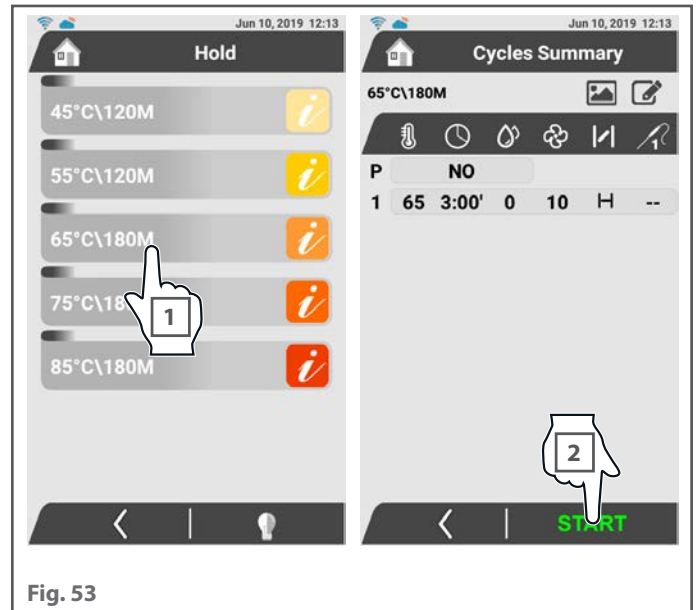 Jun 10, 2019 12:13
Hold
45°C\120M
i
55°C\120M
i
65°C\180M
i
75°C\18
i
85°C\180M
i
1
Jun 10, 2019 12:13
Cycles Summary
65°C\180M
1
P NO
1 65 3:00' 0 10 H --
2
START
Fig. 53